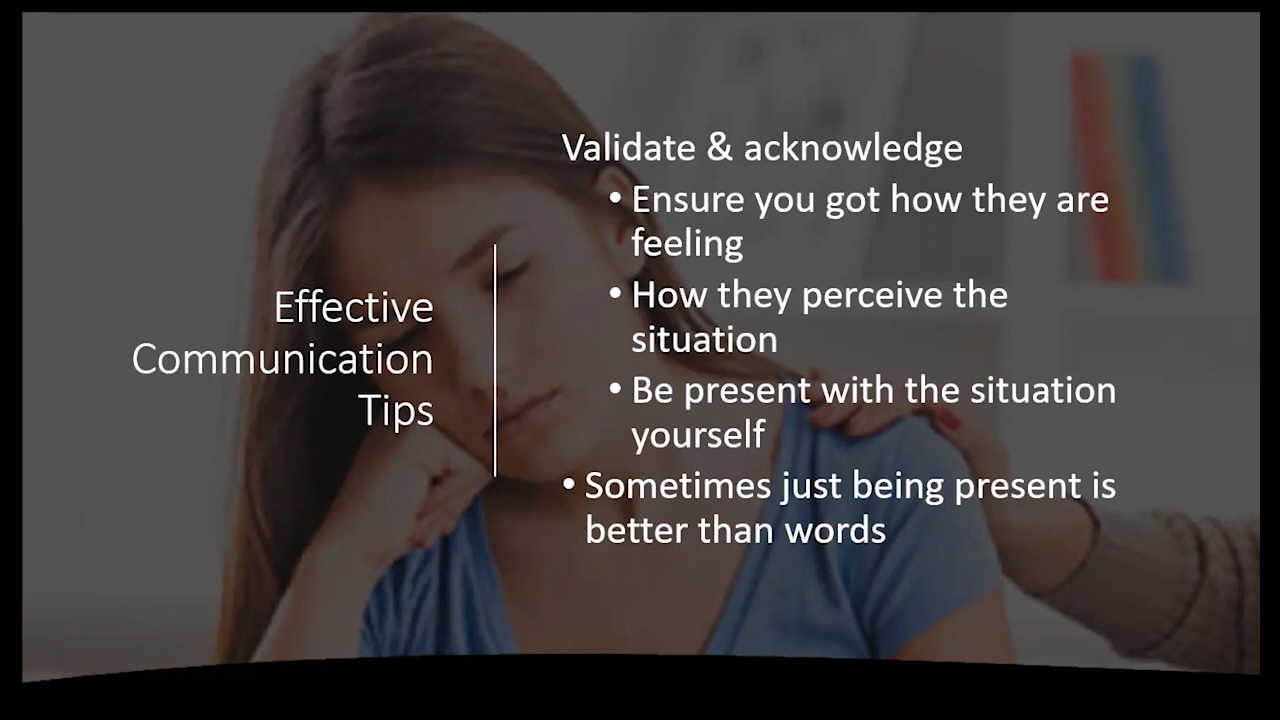 Effective
Communication
Tips
Validate & acknowledge
• Ensure you got how they are
feeling
• How they perceive the
situation
• Be present with the situation
yourself
• Sometimes just being present is
better than words